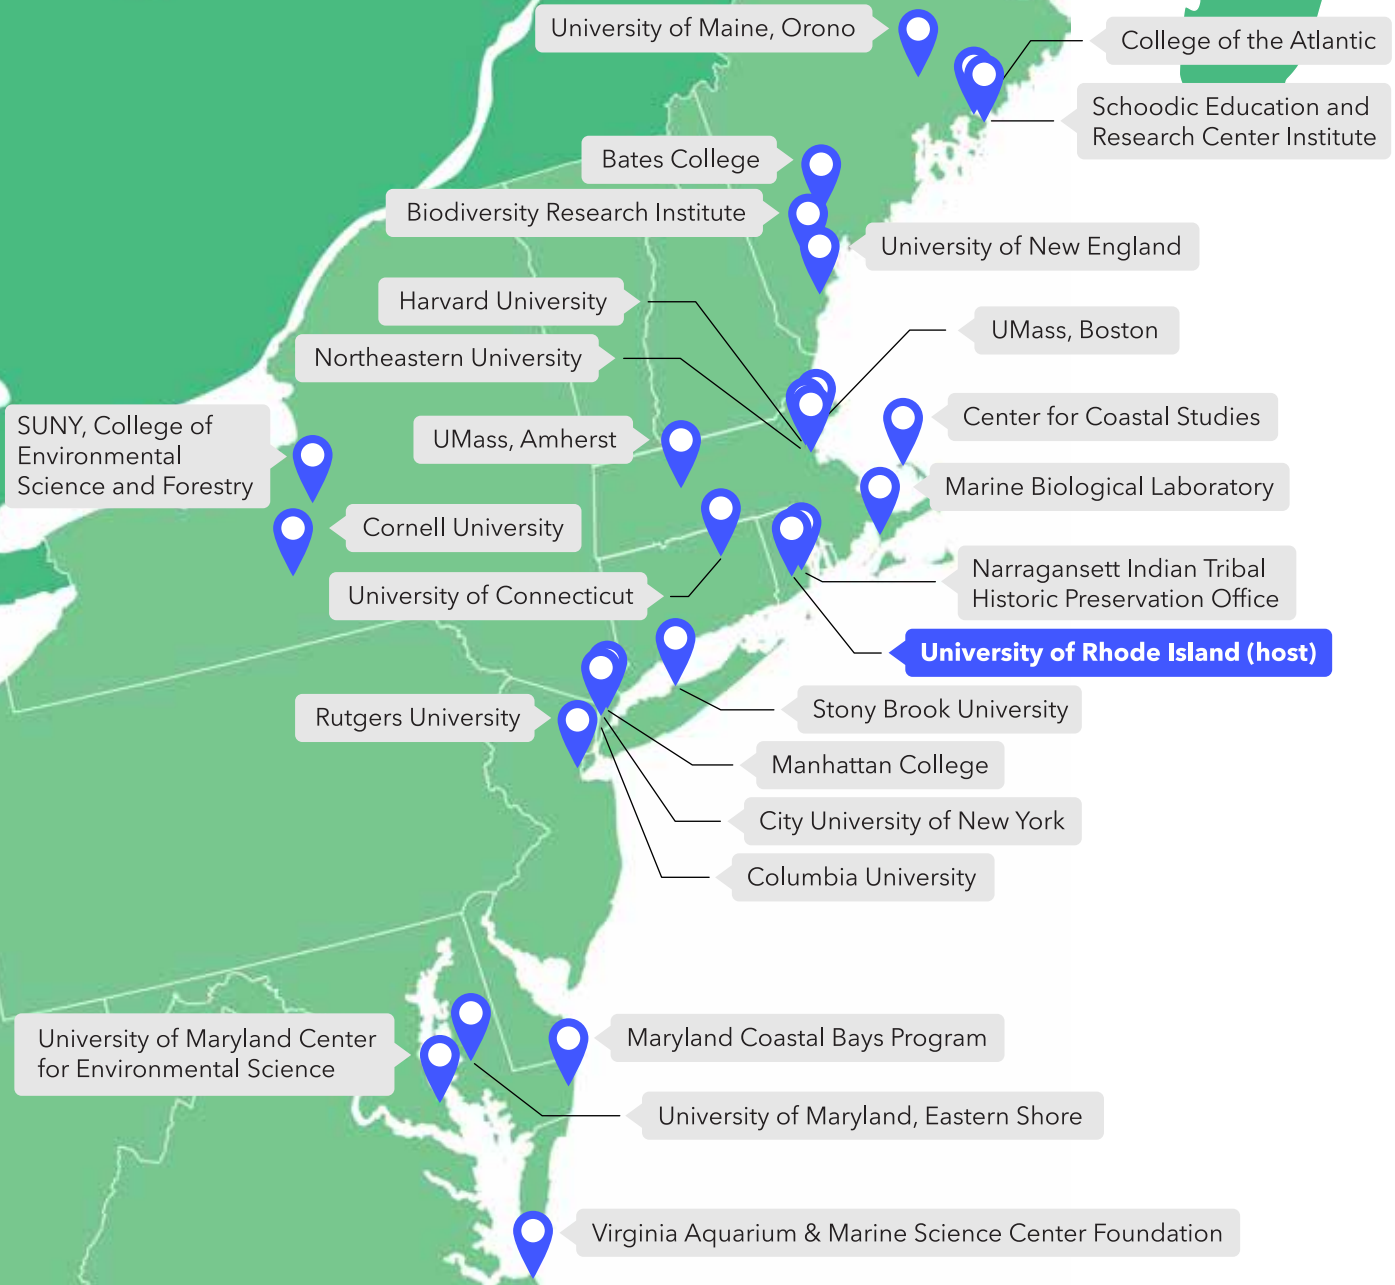 University of Maine, Orono
College of the Atlantic
Schoodic Education and
Research Center Institute
Bates College
Biodiversity Research Institute
University of New England
Harvard University
UMass, Boston
Northeastern University
SUNY, College of
Environmental
Science and Forestry
UMass, Amherst
Center for Coastal Studies
Marine Biological Laboratory
Cornell University
Narragansett Indian Tribal
Historic Preservation Office
University of Connecticut
University of Rhode Island (host)
Rutgers University
Stony Brook University
Manhattan College
City University of New York
Columbia University
University of Maryland Center
for Environmental Science
Maryland Coastal Bays Program
University of Maryland, Eastern Shore
Virginia Aquarium & Marine Science Center Foundation